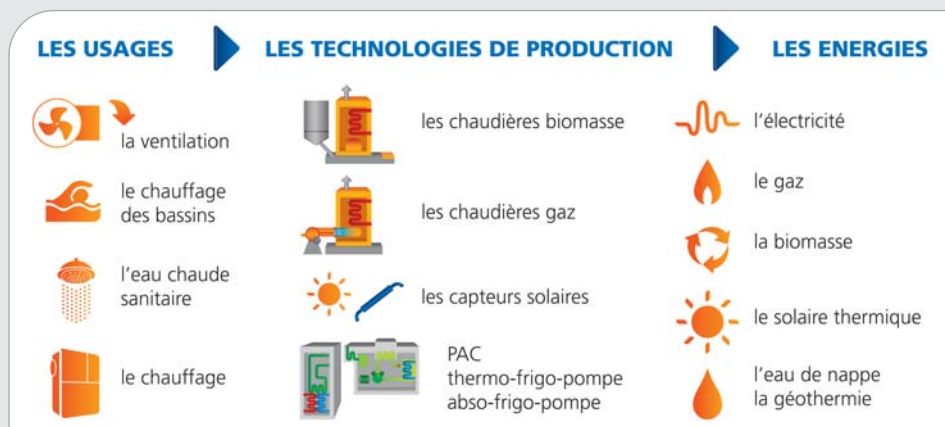 LES USAGES
LES TECHNOLOGIES DE PRODUCTION
LES ENERGIES
la ventilation
le chauffage
des bassins
l'eau chaude
sanitaire
le chauffage
les chaudières biomasse
les chaudières gaz
les capteurs solaires
PAC
thermo-frigo-pompe
abso-frigo-pompe
l'électricité
le gaz
la biomasse
le solaire thermique
l'eau de nappe
la géothermie